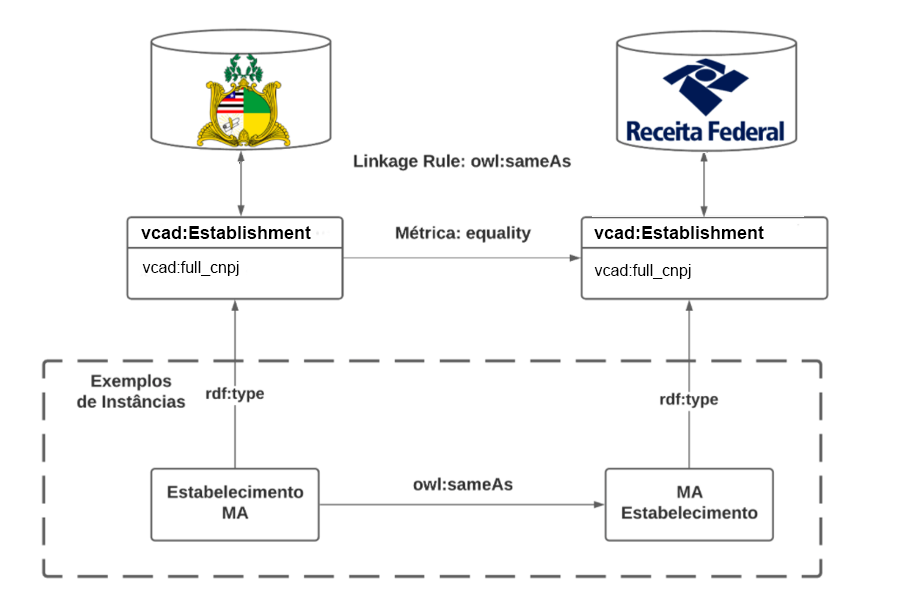 Receita Federal
Linkage Rule: owl:sameAs
vcad:Establishment
Métrica: equality
vcad:Establishment
vcad:full_cnpj
vcad:full_cnpj
Exemplos
de Instâncias
rdf:type
rdf:type
Estabelecimento
MA
owl:sameAs
MA
Estabelecimento